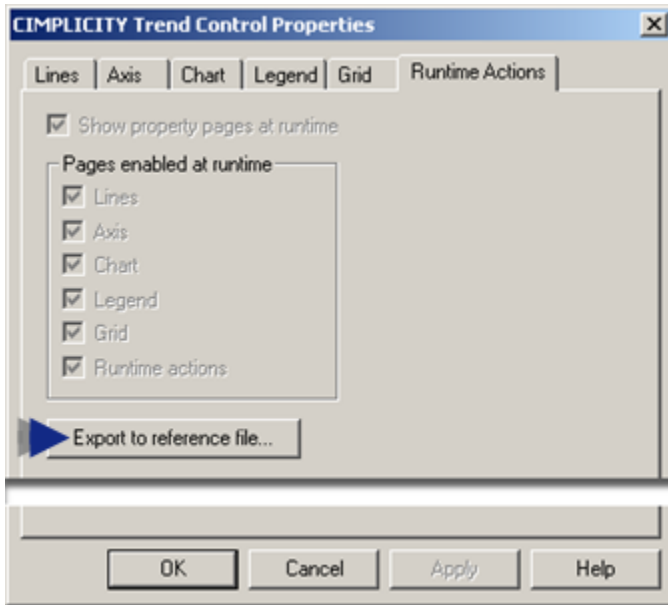 CIMPLICITY Trend Control Properties
Lines Axis Chart Legend Grid Runtime Actions
Show property pages at runtime
Pages enabled at runtime
Lines
Axis
Chart
Legend
Grid
Runtime actions
Export to reference file...
OK Cancel Apply Help